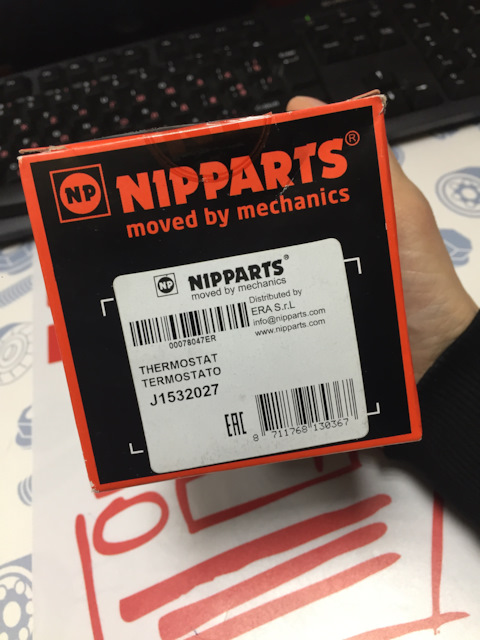 NP NIPPARTS®
moved by mechanics
NP NIPPARTS®
moved by mechanics
Distributed by
ERA S.r.L
info@nipparts.com
www.nipparts.com
00078047ER
THERMOSTAT
TERMOSTATO
J1532027
EAC
8 711768 130367